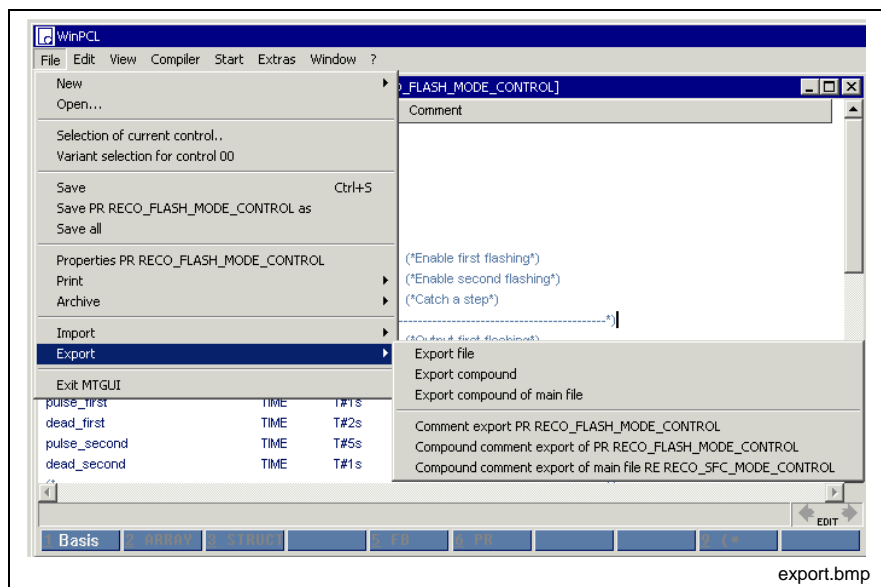 WinPCL
File Edit View Compiler Start Extras Window ?
_FLASH_MODE_CONTROL]
Comment
New
Open...
Selection of current control..
Variant selection for control 00
Save Ctrl+S
Save PR RECO_FLASH_MODE_CONTROL as
Save all
Properties PR RECO_FLASH_MODE_CONTROL
Print
Archive
Import
Export
Exit MTGUI
(*Enable first flashing*)
(*Enable second flashing*)
(*Catch a step*)
----------------------------------------------*)
(*Output first flashing*)
Export file
Export compound
Export compound of main file
Comment export PR RECO_FLASH_MODE_CONTROL
Compound comment export of PR RECO_FLASH_MODE_CONTROL
Compound comment export of main file RE RECO_SFC_MODE_CONTROL
pulse_first TIME T#1s
dead_first TIME T#2s
pulse_second TIME T#5s
dead_second TIME T#1s
EDIT
1 Basis 2 ARRAY 3 STRUCT 5 FB 6 PR 9 (*
export.bmp